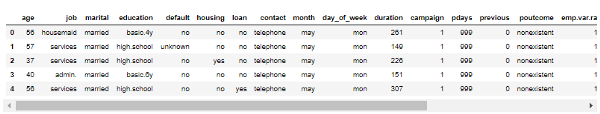 age job marital education default housing loan contact month day_of_week duration campaign pdays previous poutcome emp.var.ra
0 56 housemaid married basic.4y no no no telephone may mon 261 1 999 0 nonexistent 1
1 57 services married high.school unknown no no telephone may mon 149 1 999 0 nonexistent 1
2 37 services married high.school no yes no telephone may mon 226 1 999 0 nonexistent 1
3 40 admin. married basic.6y no no no telephone may mon 151 1 999 0 nonexistent 1
4 56 services married high.school no no yes telephone may mon 307 1 999 0 nonexistent 1